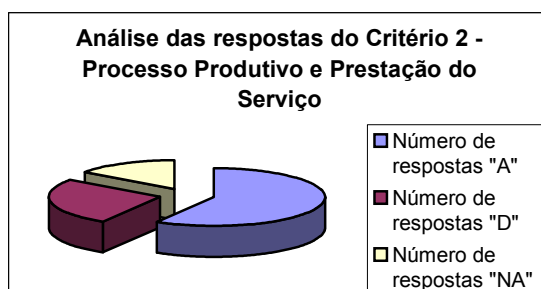 Análise das respostas do Critério 2 -
Processo Produtivo e Prestação do
Serviço
Número de
respostas "A"
Número de
respostas "D"
Número de
respostas "NA"